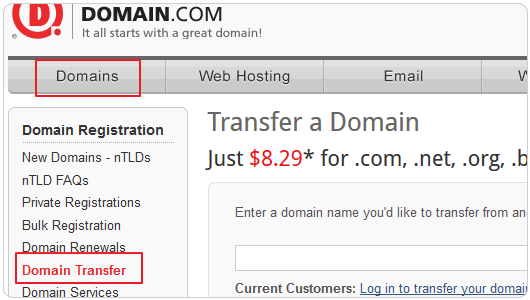 DOMAIN.COM
It all starts with a great domain!
Domains
Web Hosting
Email
Domain Registration
New Domains - nTLDs
nTLD FAQs
Private Registrations
Bulk Registration
Domain Renewals
Domain Transfer
Domain Services
Transfer a Domain
Just $8.29* for .com, .net, .org, .b
Enter a domain name you'd like to transfer from an
Current Customers: Log in to transfer your domai